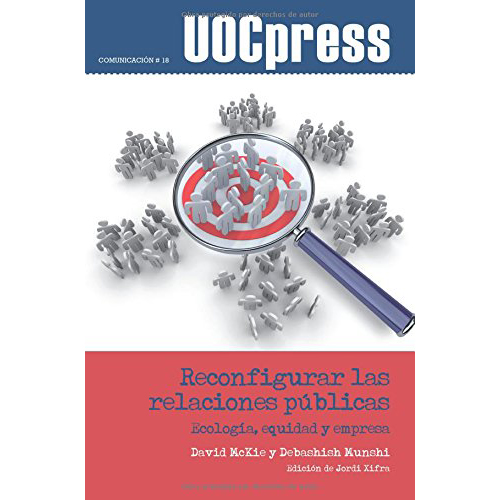 Obra protegido por derechos de autor
UOCpress
COMUNICACIÓN # 18
Reconfigurar las
relaciones públicas
Ecología, equidad y empresa
David McKie y Debashish Munshi
Edición de Jordi Xifra